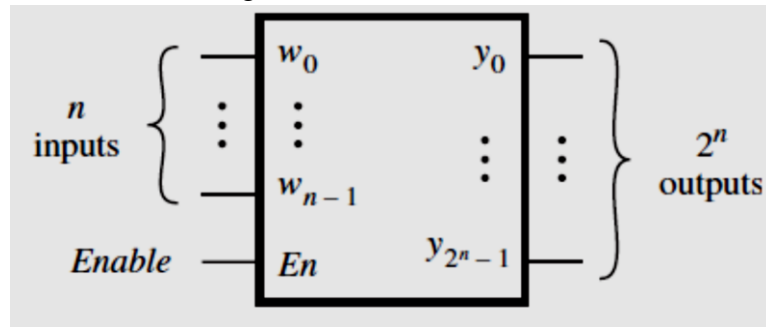 n
inputs
Enable
w₀
wₙ₋₁
En
y₀
y₂ⁿ₋₁
2ⁿ
outputs